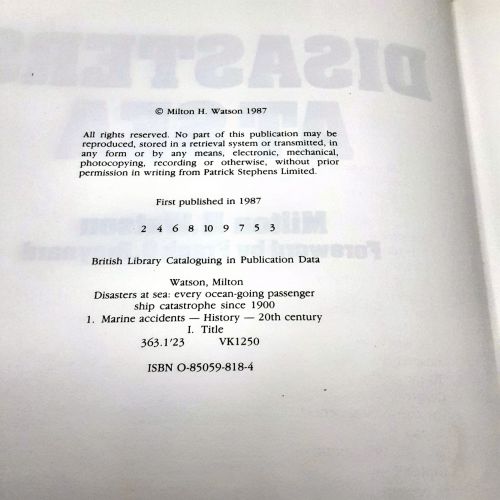 © Milton H. Watson 1987
All rights reserved. No part of this publication may be
reproduced, stored in a retrieval system or transmitted, in
any form or by any means, electronic, mechanical,
photocopying, recording or otherwise, without prior
permission in writing from Patrick Stephens Limited.
First published in 1987
2 4 6 8 10 9 7 5 3
British Library Cataloguing in Publication Data
Watson, Milton
Disasters at sea: every ocean-going passenger
ship catastrophe since 1900
1. Marine accidents — History — 20th century
I. Title
363.1'23 VK1250
ISBN O-85059-818-4